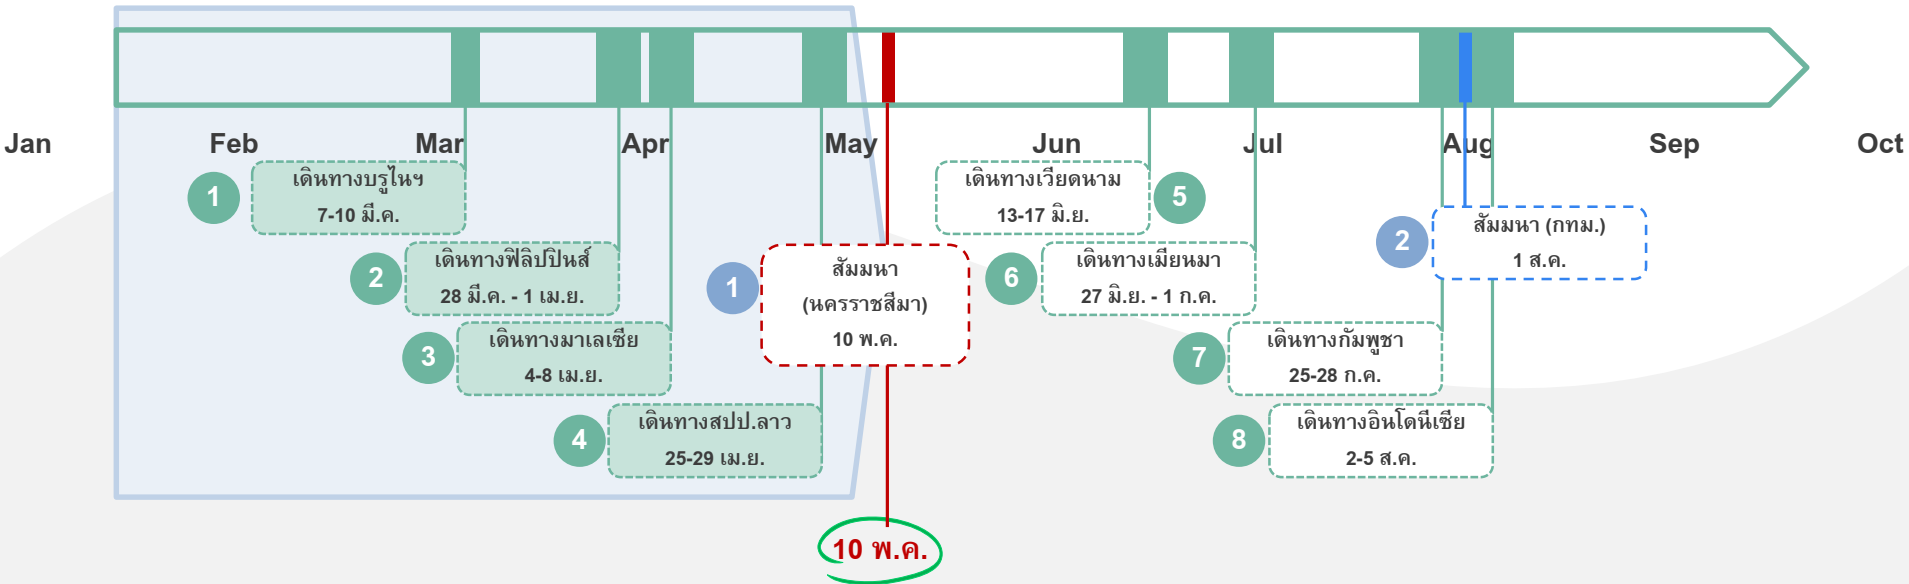 Jan
Feb
Mar
Apr
May
Jun
Jul
Aug
Sep
Oct
1
เดินทางบรูไนฯ
7-10 มี.ค.
2
เดินทางฟิลิปปินส์
28 มี.ค. - 1 เม.ย.
3
เดินทางมาเลเซีย
4-8 เม.ย.
4
เดินทางสปป.ลาว
25-29 เม.ย.
1
สัมมนา
(นครราชสีมา)
10 พ.ค.
10 พ.ค.
เดินทางเวียดนาม
13-17 มิ.ย.
5
6
เดินทางเมียนมา
27 มิ.ย. - 1 ก.ค.
7
เดินทางกัมพูชา
25-28 ก.ค.
8
เดินทางอินโดนีเซีย
2-5 ส.ค.
2
สัมมนา (กทม.)
1 ส.ค.